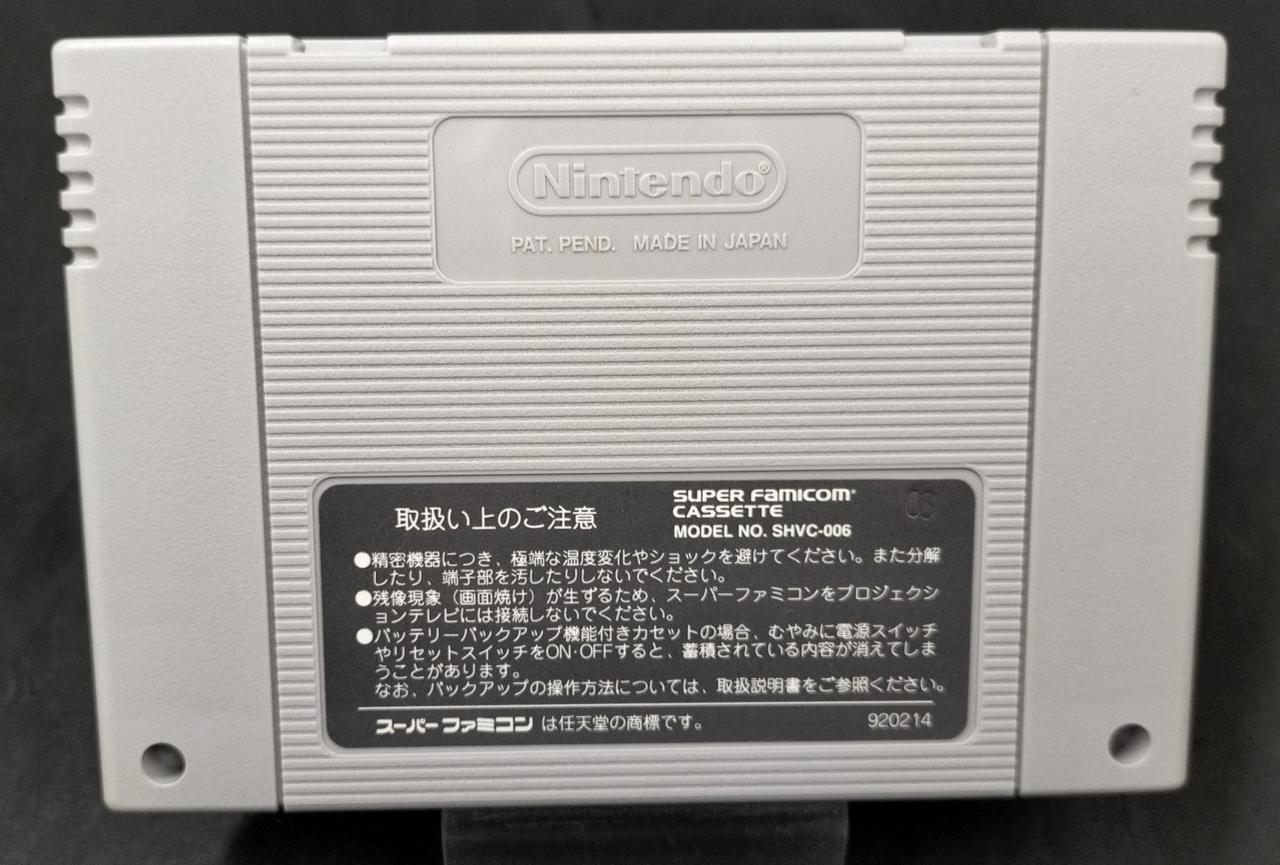 Nintendo®
PAT. PEND. MADE IN JAPAN
取扱い上のご注意
SUPER FAMICOM®
CASSETTE
MODEL NO. SHVC-006
05
●精密機器につき、極端な温度変化やショックを避けてください。また分解
したり、端子部を汚したりしないでください。
●残像現象(画面焼け)が生ずるため、スーパーファミコンをプロジェクシ
ョンテレビには接続しないでください。
●バッテリーバックアップ機能付きカセットの場合、むやみに電源スイッチ
やリセットスイッチをON·OFFすると、蓄積されている内容が消えてしま
うことがあります。
なお、バックアップの操作方法については、取扱説明書をご参照ください。
スーパーファミコン は任天堂の商標です。
920214